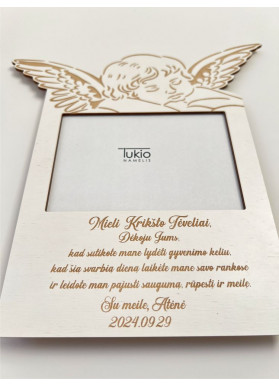 Tukio
NAMELIS
Mieli Krikšto Tėveliai,
Dėkoju Jums,
kad sutikote mane lydėti gyvenimo keliu,
kad šią svarbią dieną laikėte mane savo rankose
ir leidote man pajusti saugumą, rūpestį ir meilę.
Su meile, Atėnė
2024.09.29